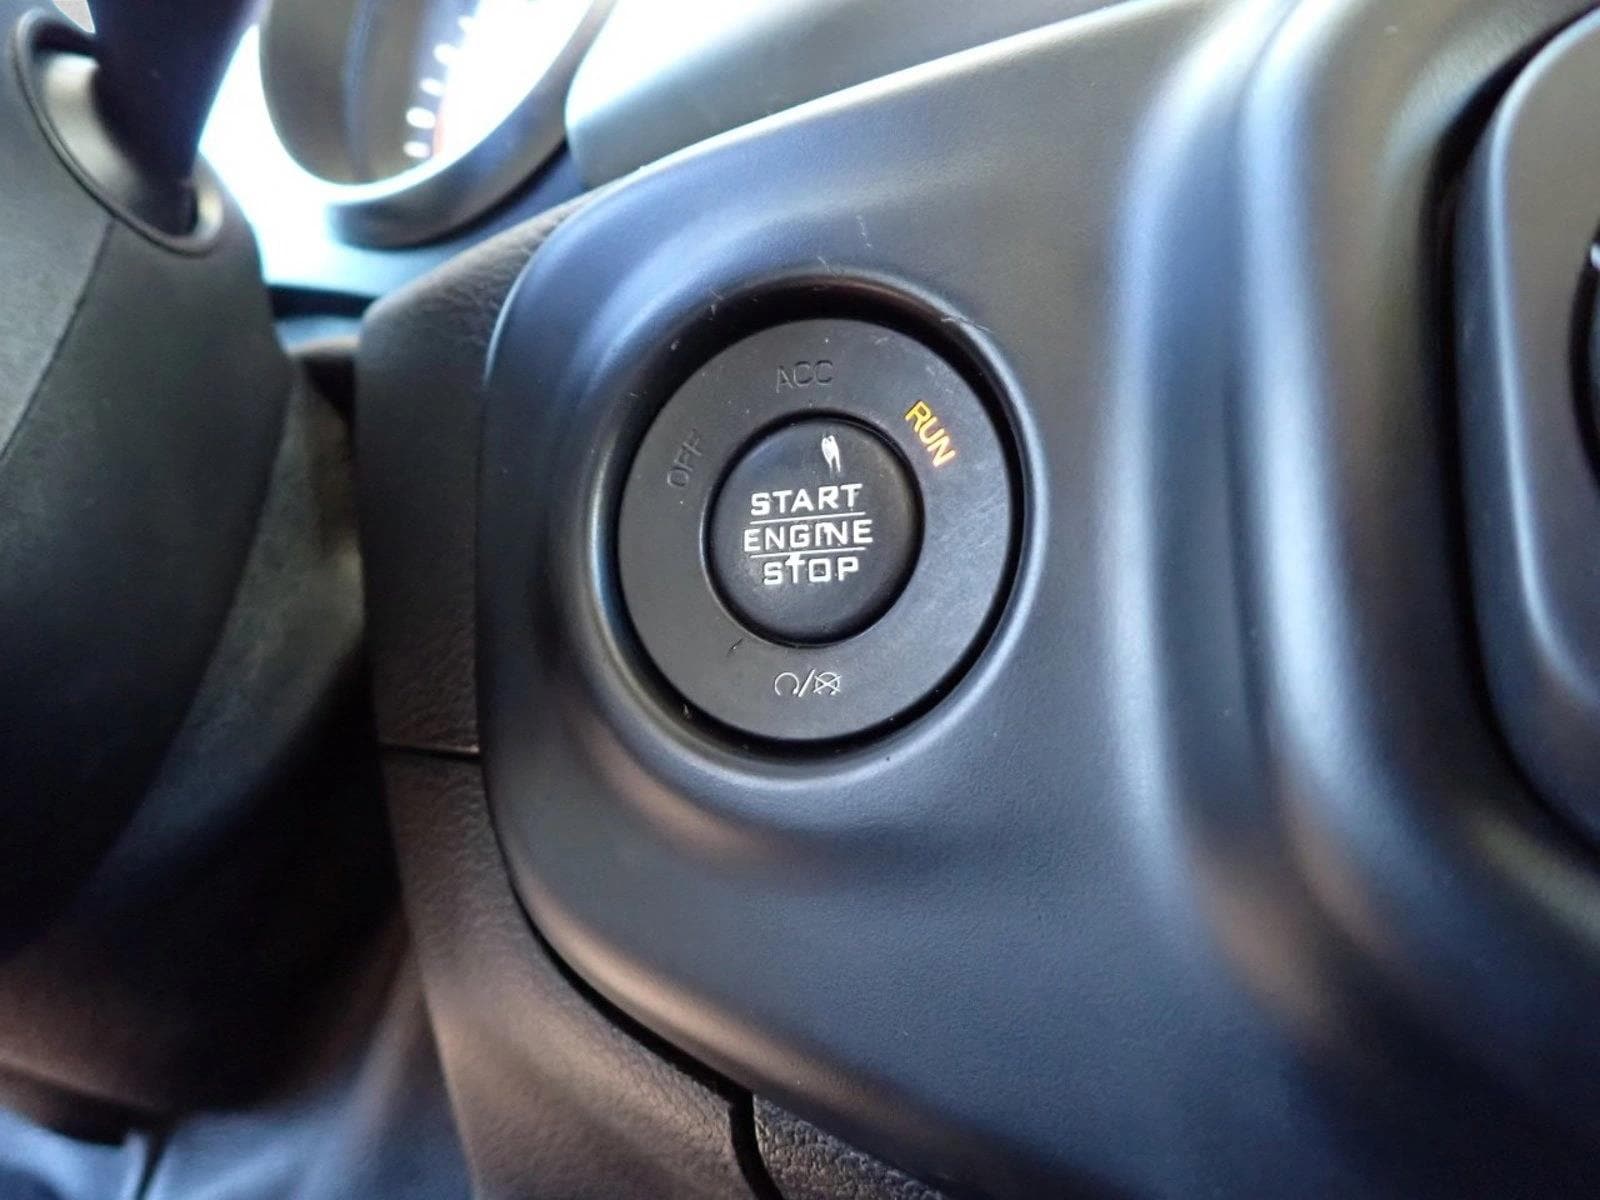 ACC
RUN
OFF
START
ENGINE
STOP